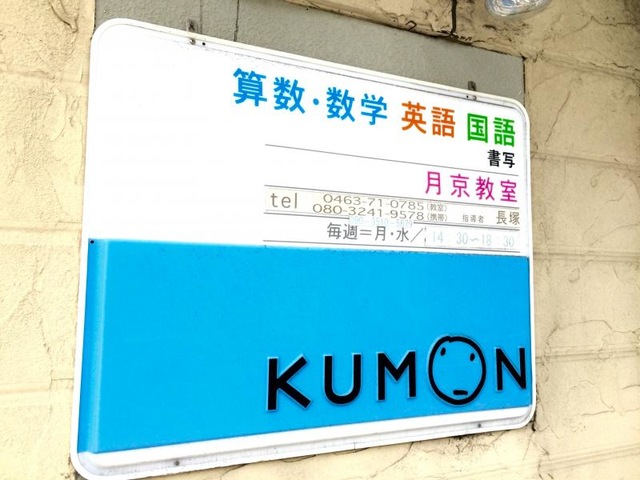 算数・数学 英語 国語
書写
月京教室
tel 0463-71-0785(教室)
080-3241-9578(携帯) 指導者 長塚
毎週=月・水/14:30〜18:30
KUMON